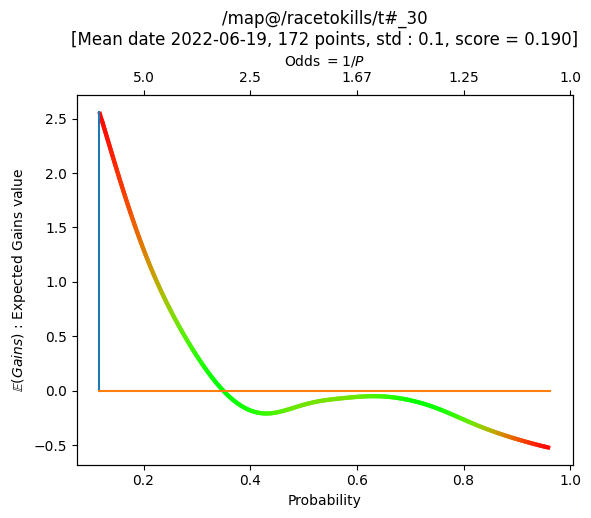 /map@/racetokills/t#_30
[Mean date 2022-06-19, 172 points, std : 0.1, score = 0.190]
Odds = 1/P
5.0 2.5 1.67 1.25 1.0
𝔼(Gains) : Expected Gains value
2.5
2.0
1.5
1.0
0.5
0.0
−0.5
0.2 0.4 0.6 0.8 1.0
Probability